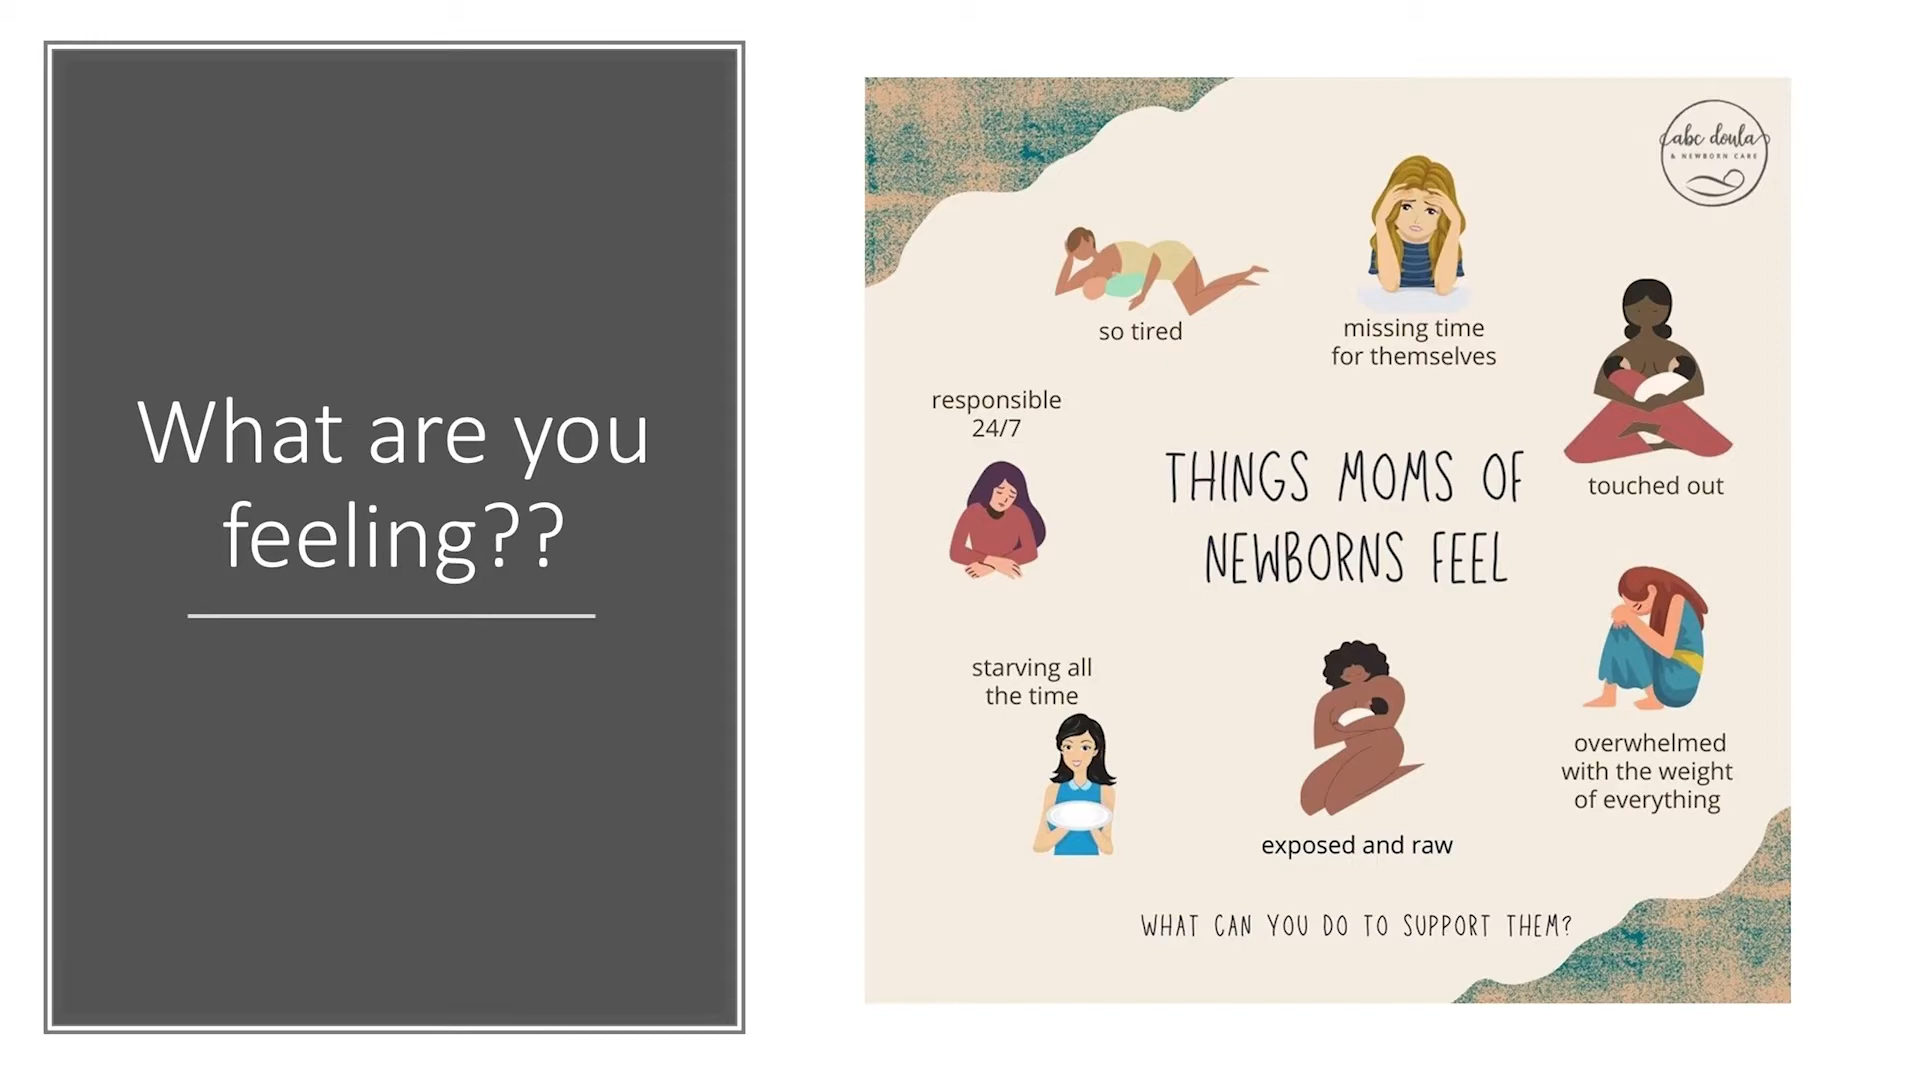 What are you
feeling??
abc doula
& NEWBORN CARE
so tired
missing time
for themselves
touched out
responsible
24/7
THINGS MOMS OF
NEWBORNS FEEL
starving all
the time
exposed and raw
overwhelmed
with the weight
of everything
WHAT CAN YOU DO TO SUPPORT THEM?